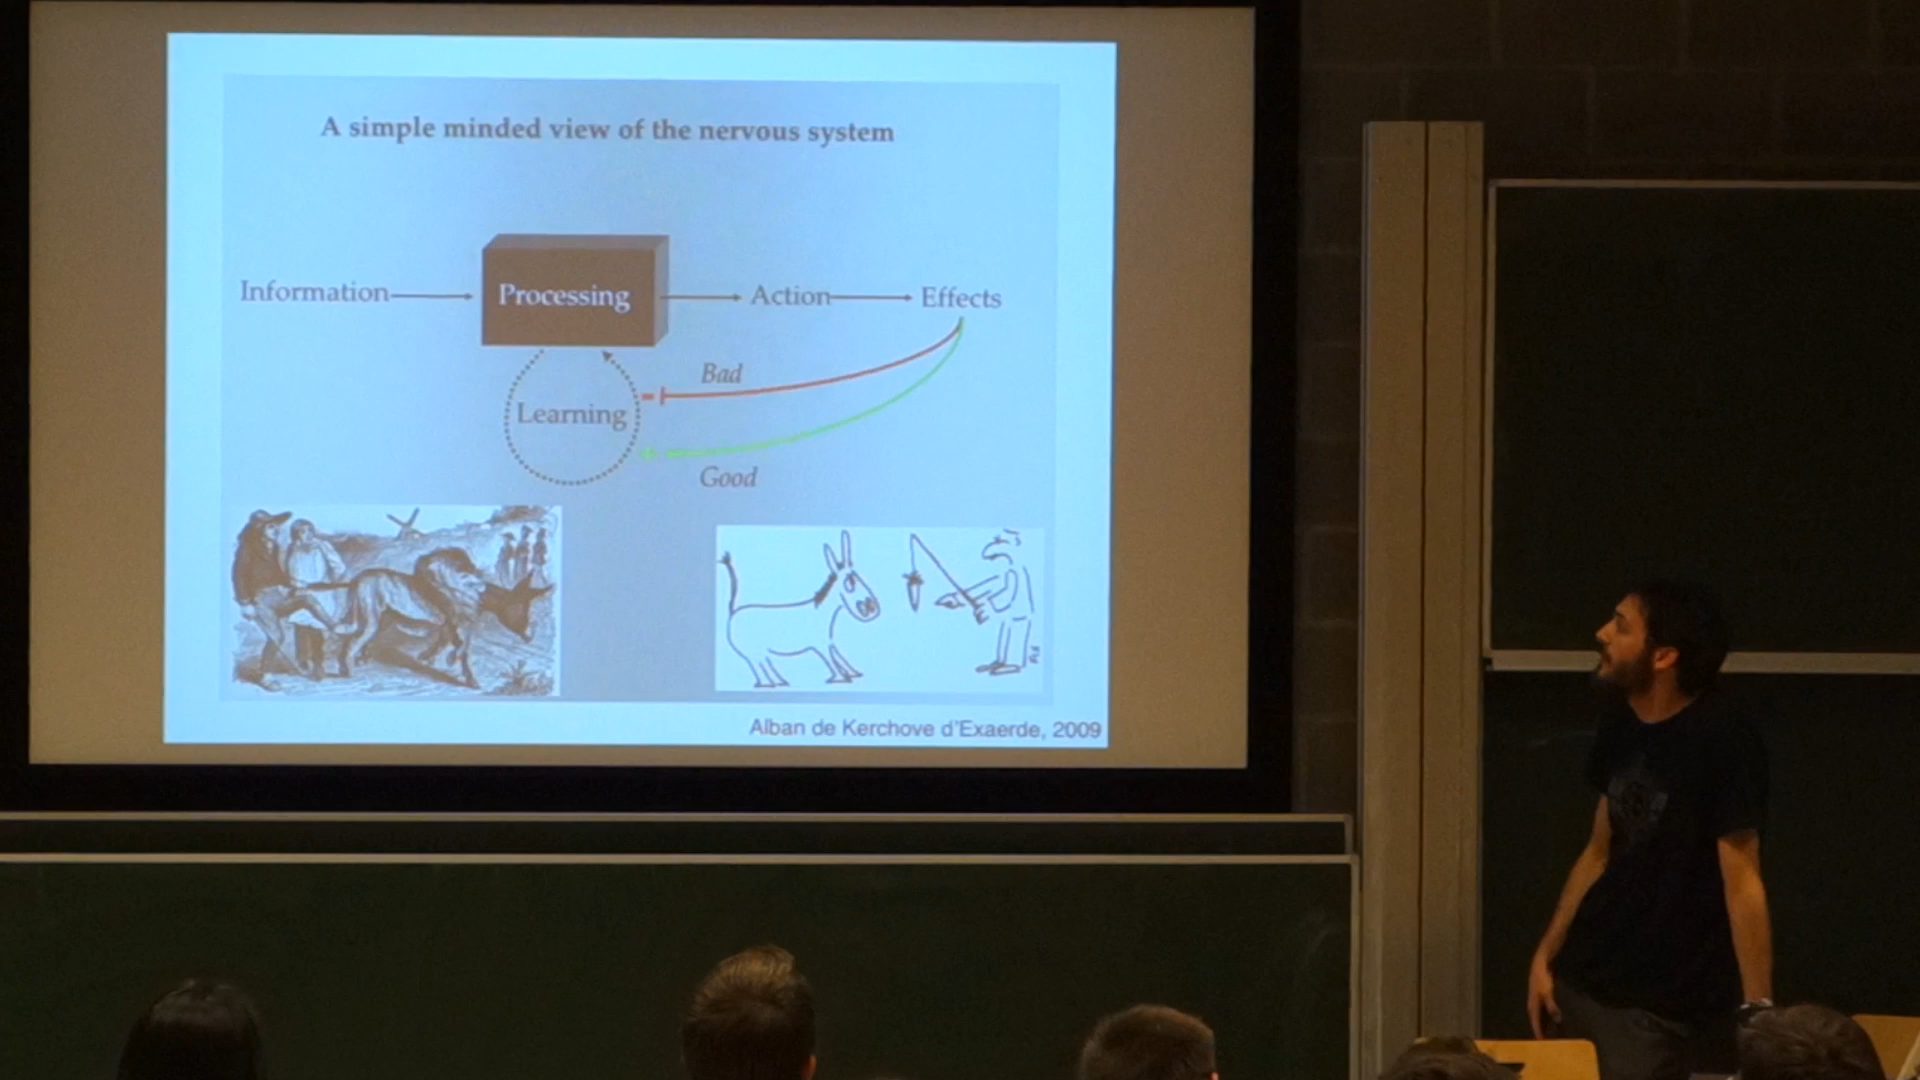 A simple minded view of the nervous system
Information
Processing
Action
Effects
Bad
Learning
Good
Alban de Kerchove d'Exaerde, 2009